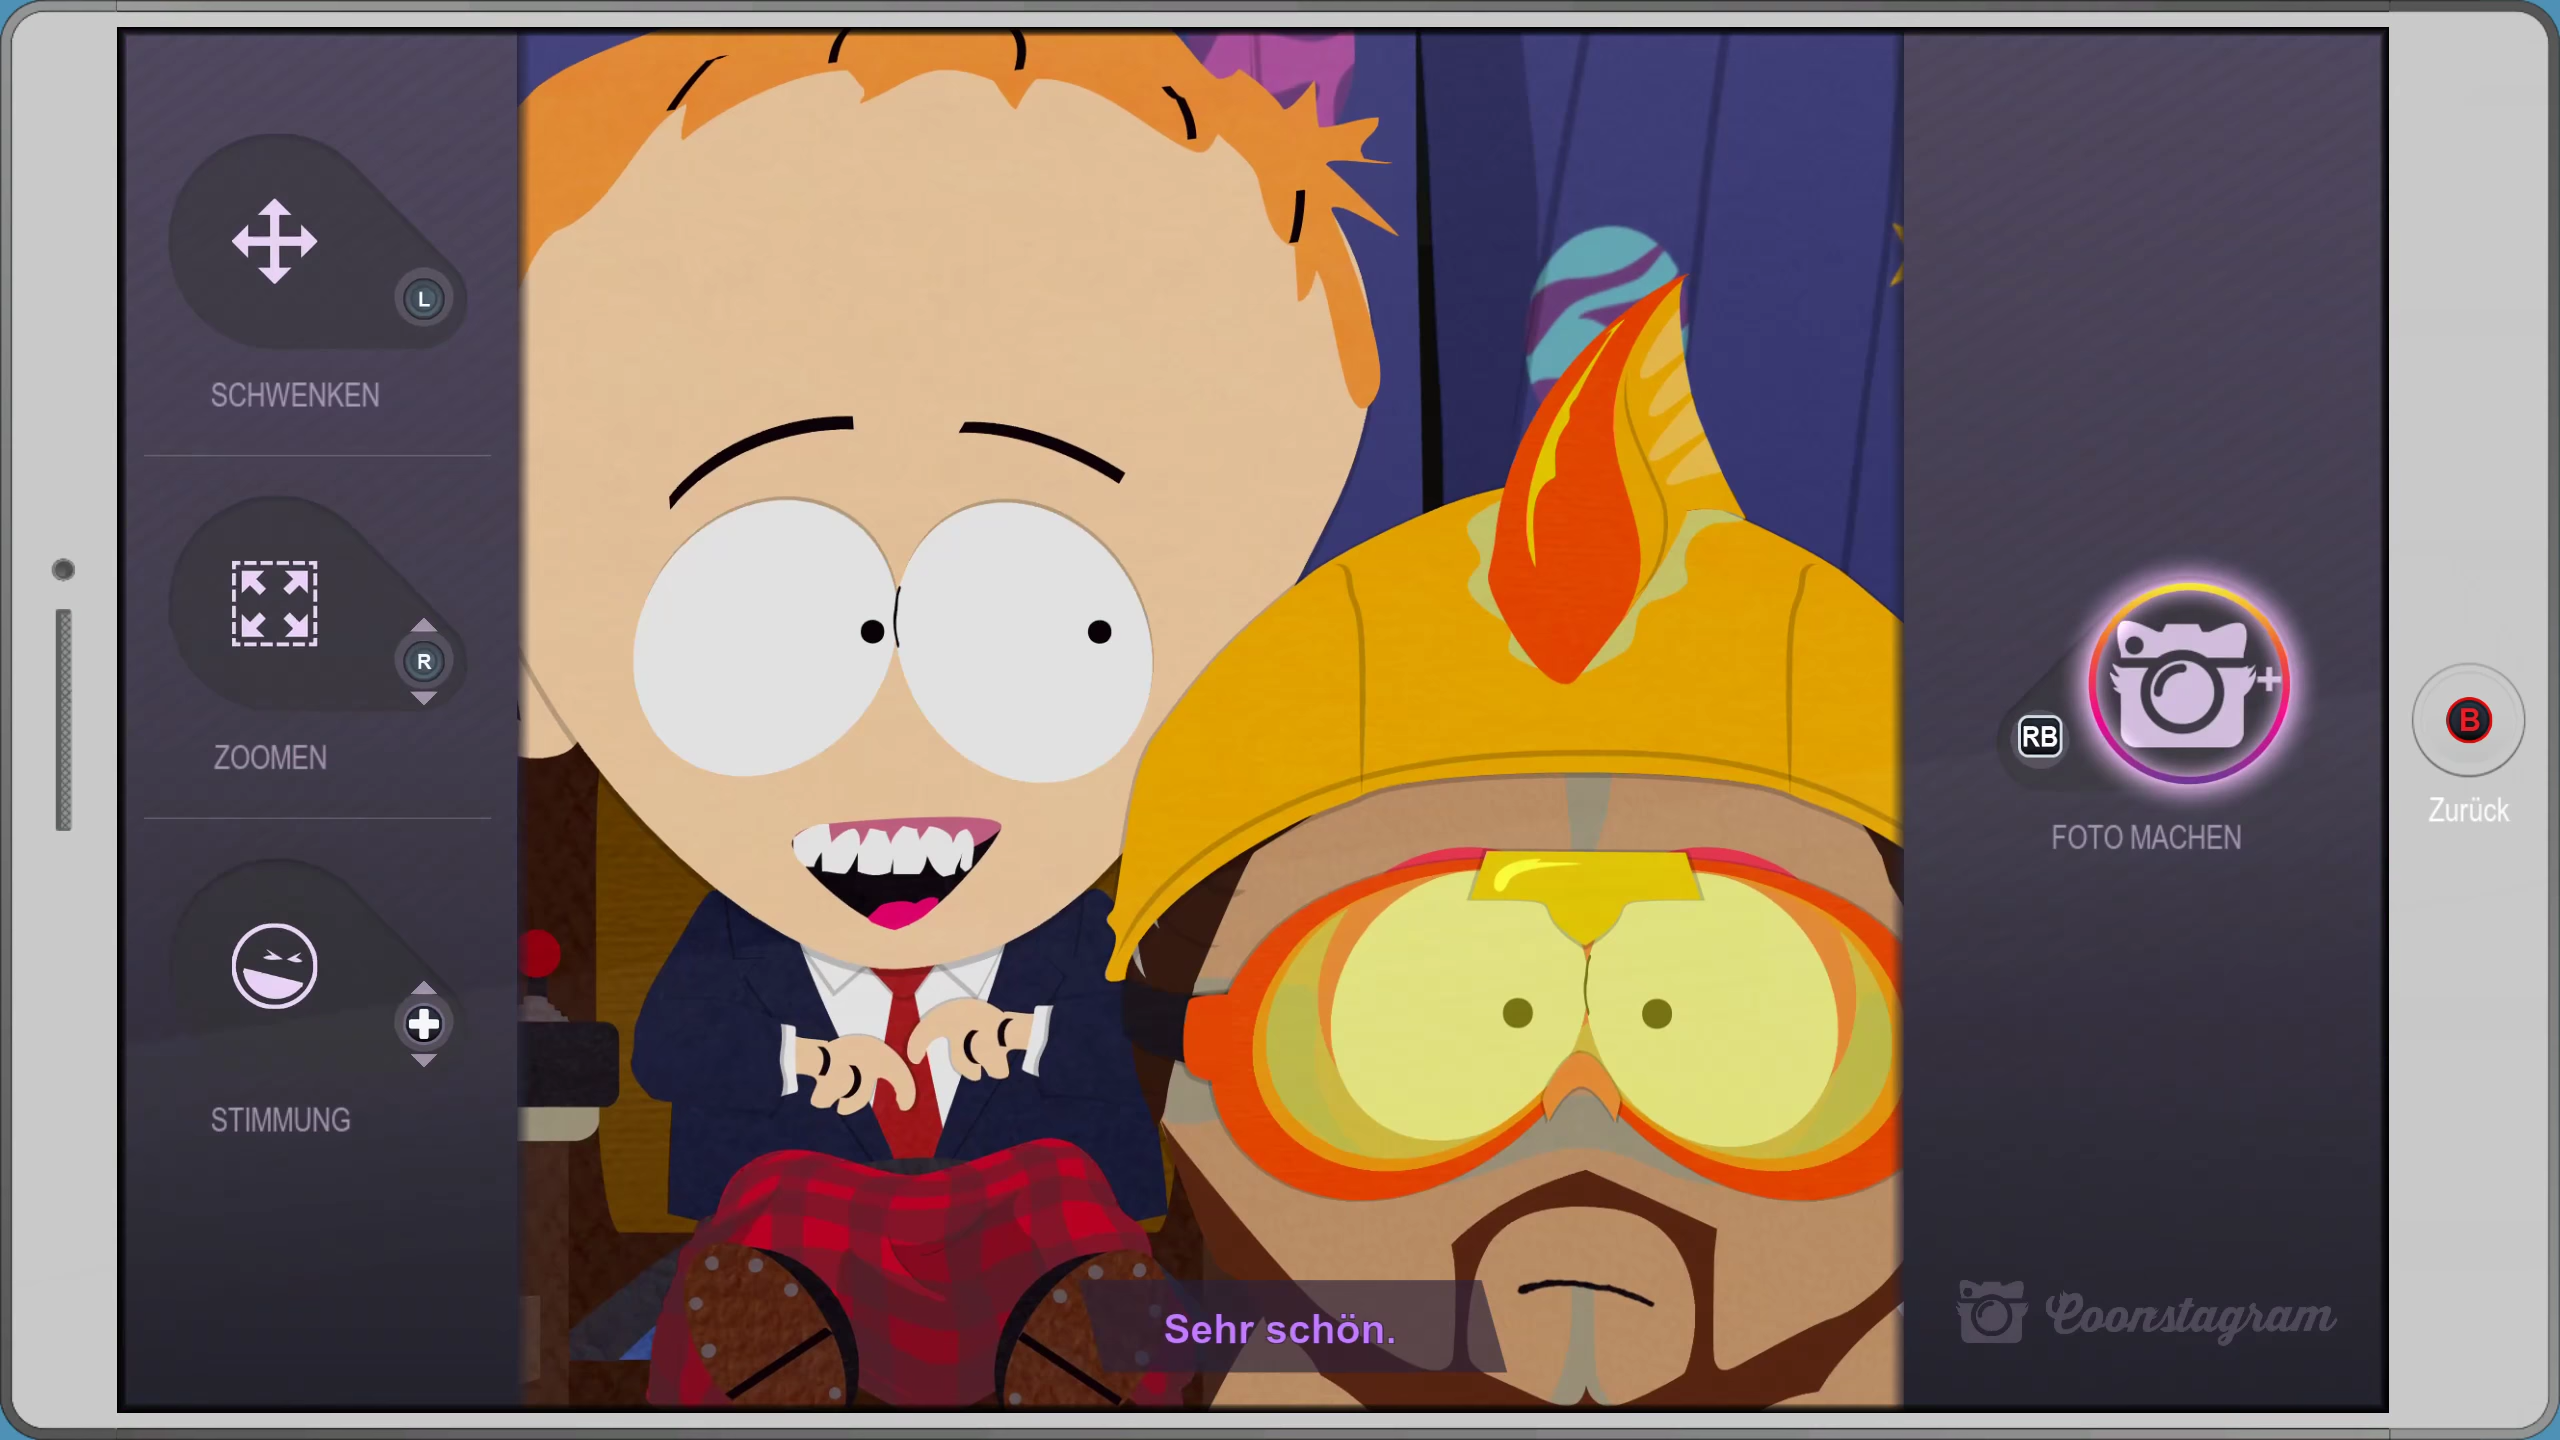 L
SCHWENKEN
R
ZOOMEN
STIMMUNG
RB
FOTO MACHEN
B
Zurück
Sehr schön.
Coonstagram